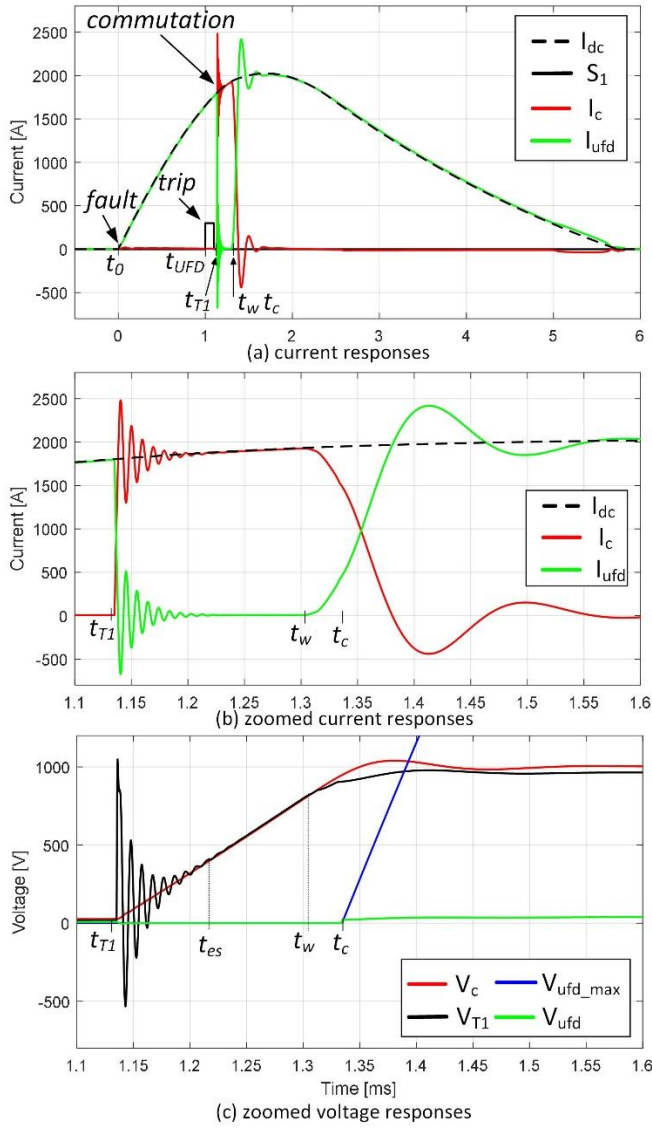 2500
2000
1500
1000
500
0
-500
Current [A]
commutation
fault
trip
t0
tUFD
tT1
tw tc
Idc
S1
Ic
Iufd
0 1 2 3 4 5 6
(a) current responses
2500
2000
1500
1000
500
0
-500
Current [A]
tT1
tw
tc
Idc
Ic
Iufd
1.1 1.15 1.2 1.25 1.3 1.35 1.4 1.45 1.5 1.55 1.6
(b) zoomed current responses
1000
500
0
-500
Voltage [V]
tT1
tes
tw
tc
Vc Vufd_max
VT1 Vufd
1.1 1.15 1.2 1.25 1.3 1.35 1.4 1.45 1.5 1.55 1.6
Time [ms]
(c) zoomed voltage responses